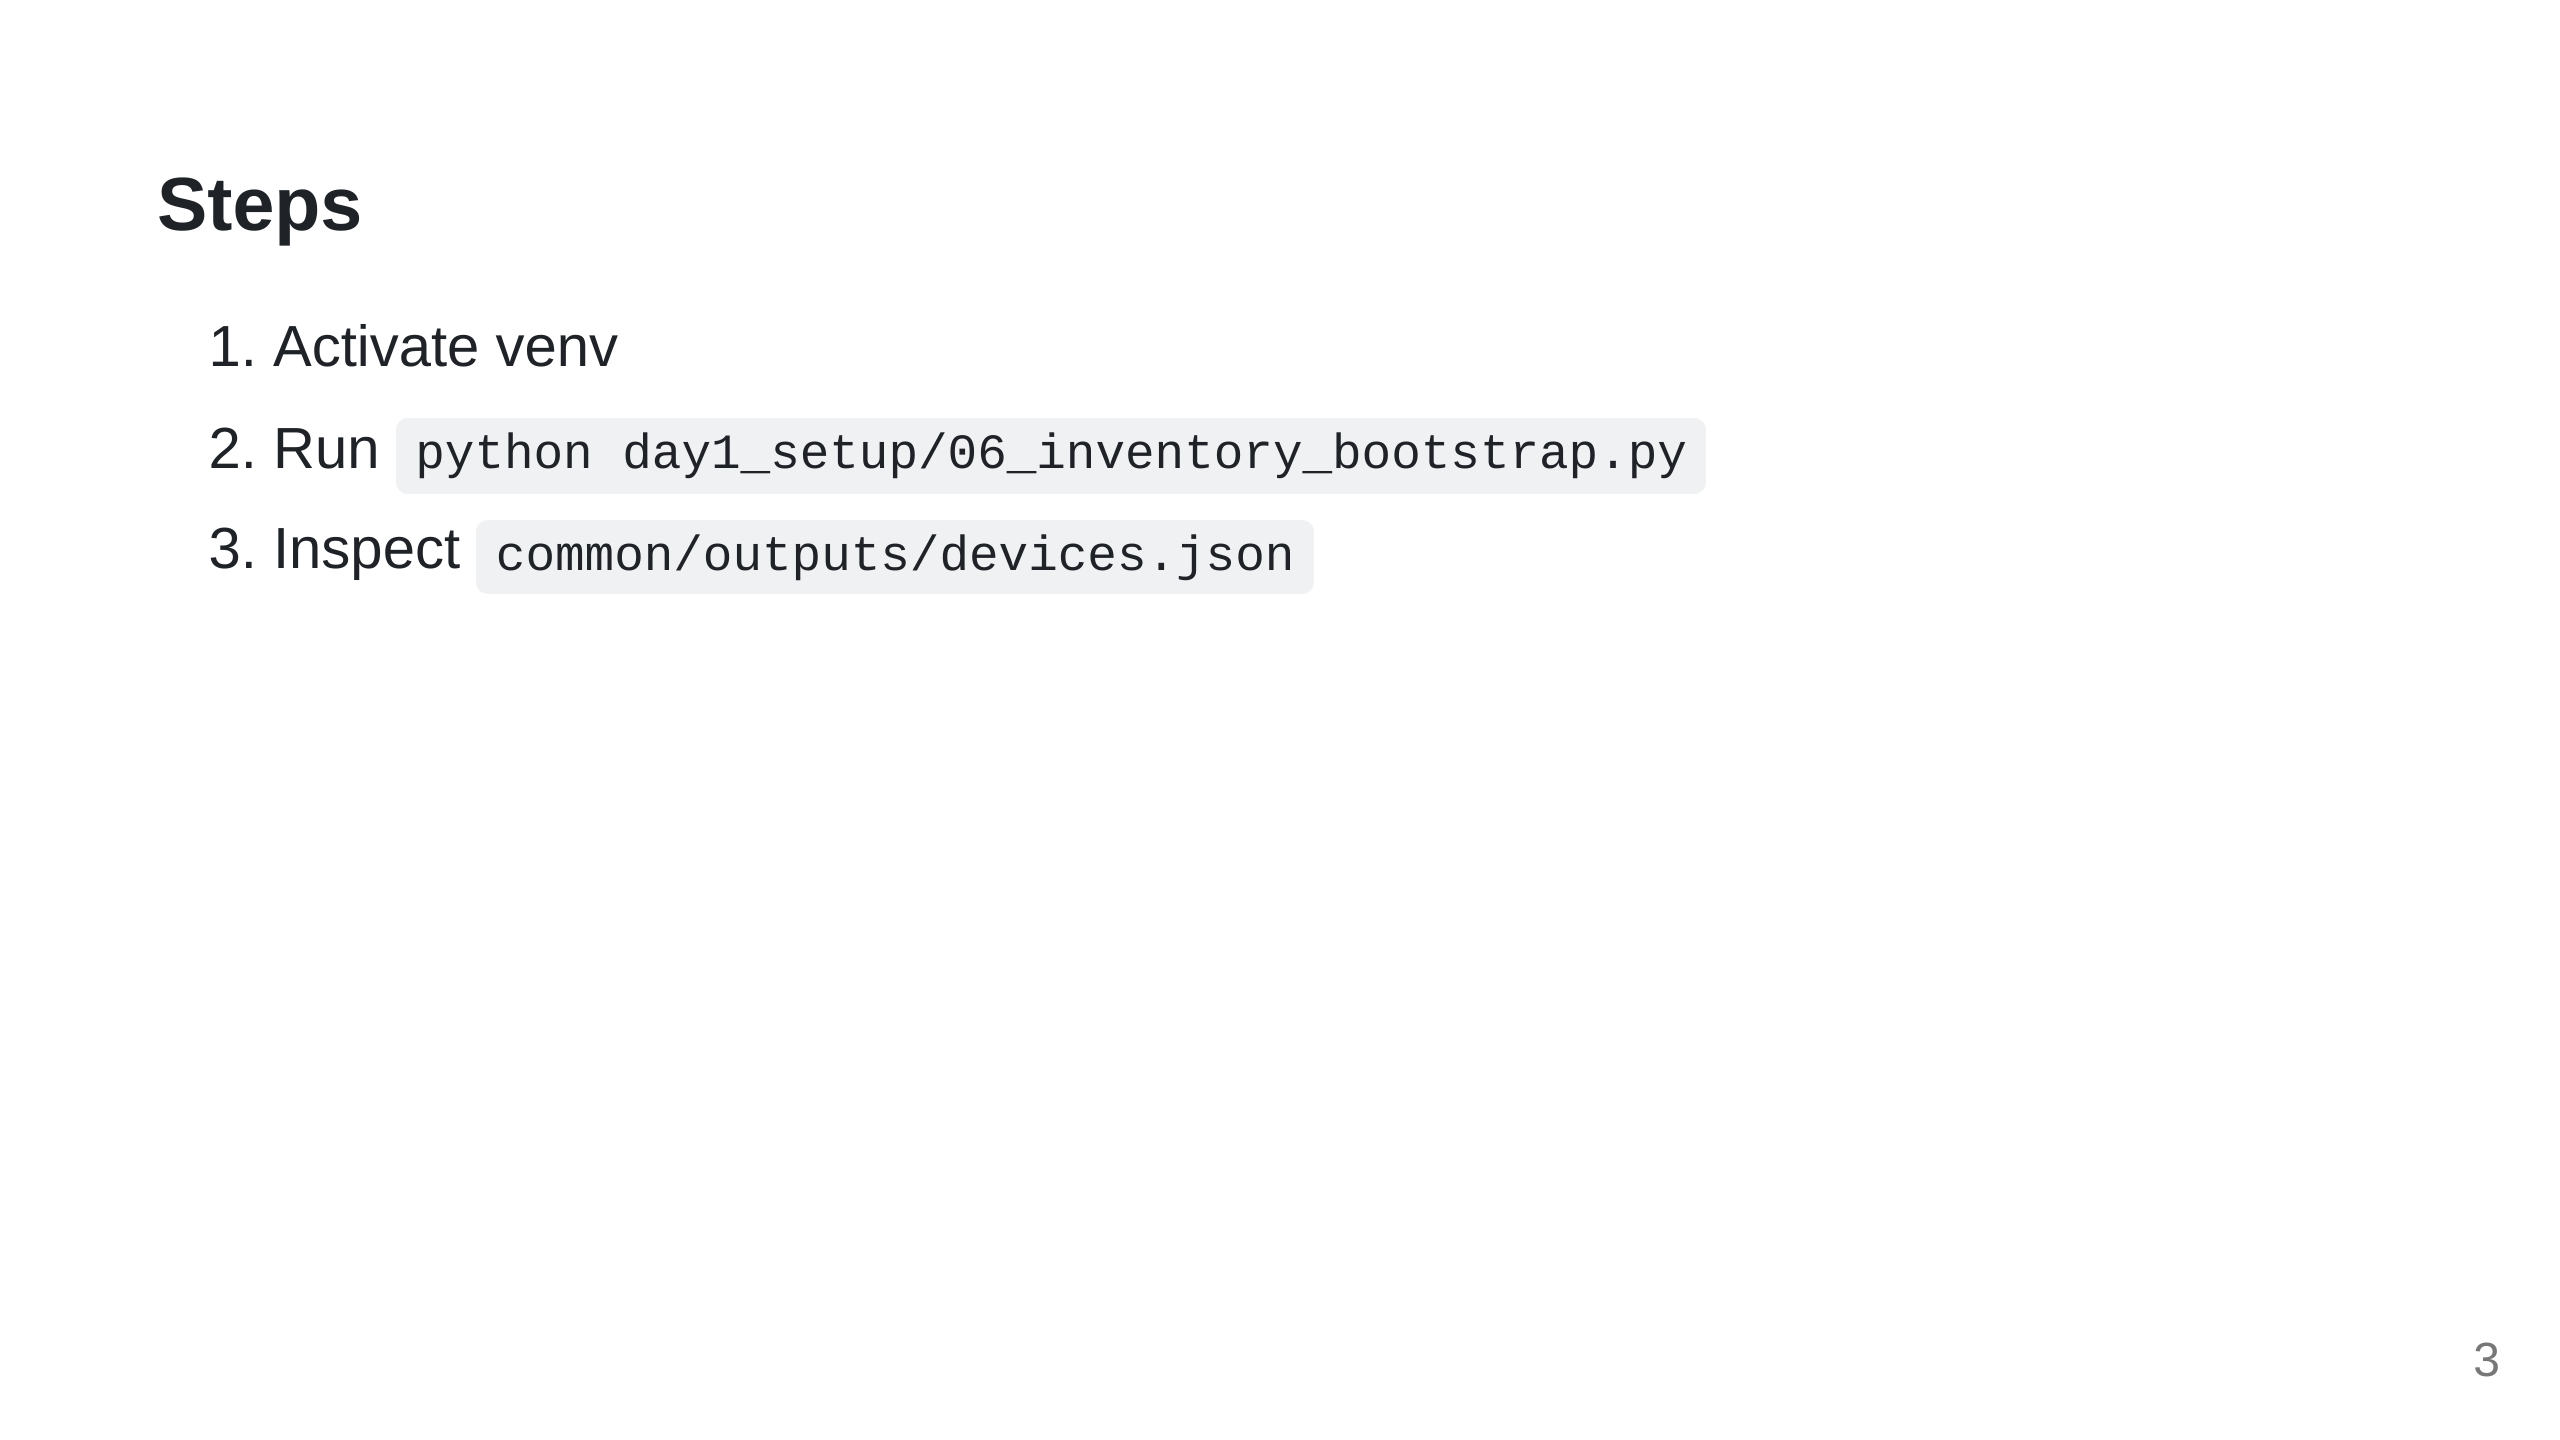 Steps
1. Activate venv
2. Run python day1_setup/06_inventory_bootstrap.py
3. Inspect common/outputs/devices.json
3